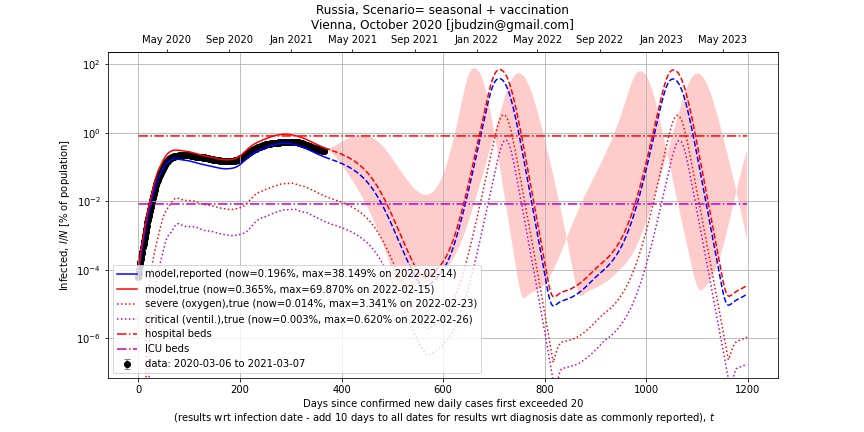 Russia, Scenario= seasonal + vaccination
Vienna, October 2020 [jbudzin@gmail.com]
May 2020 Sep 2020 Jan 2021 May 2021 Sep 2021 Jan 2022 May 2022 Sep 2022 Jan 2023 May 2023
10² 
10⁰
10⁻²
10⁻⁴
10⁻⁶
Infected, I/N [% of population]
model,reported (now=0.196%, max=38.149% on 2022-02-14)
model,true (now=0.365%, max=69.870% on 2022-02-15)
severe (oxygen),true (now=0.014%, max=3.341% on 2022-02-23)
critical (ventil.),true (now=0.003%, max=0.620% on 2022-02-26)
hospital beds
ICU beds
data: 2020-03-06 to 2021-03-07
0 200 400 600 800 1000 1200
Days since confirmed new daily cases first exceeded 20
(results wrt infection date - add 10 days to all dates for results wrt diagnosis date as commonly reported), t